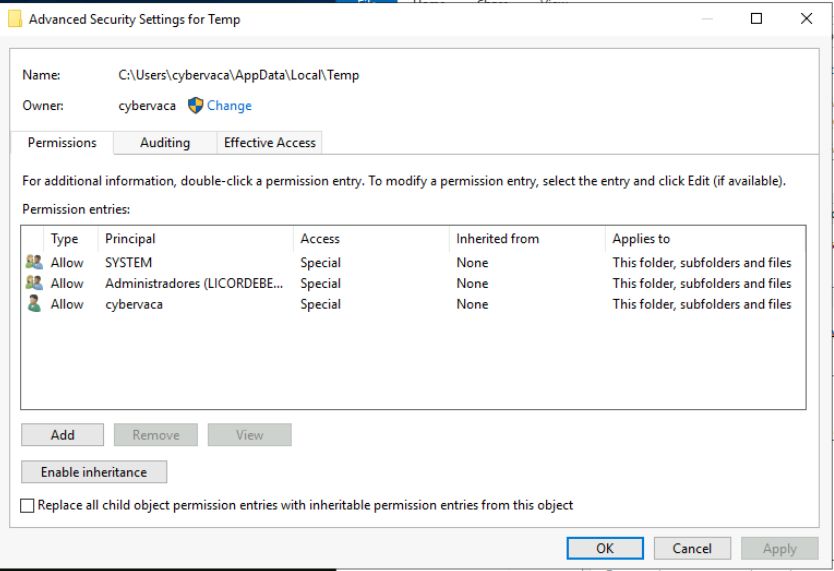 Advanced Security Settings for Temp
Name: C:\Users\cybervaca\AppData\Local\Temp
Owner: cybervaca Change
Permissions Auditing Effective Access
For additional information, double-click a permission entry. To modify a permission entry, select the entry and click Edit (if available).
Permission entries:
Type Principal Access Inherited from Applies to
Allow SYSTEM Special None This folder, subfolders and files
Allow Administradores (LICORDEBE... Special None This folder, subfolders and files
Allow cybervaca Special None This folder, subfolders and files
Add Remove View
Enable inheritance
Replace all child object permission entries with inheritable permission entries from this object
OK Cancel Apply